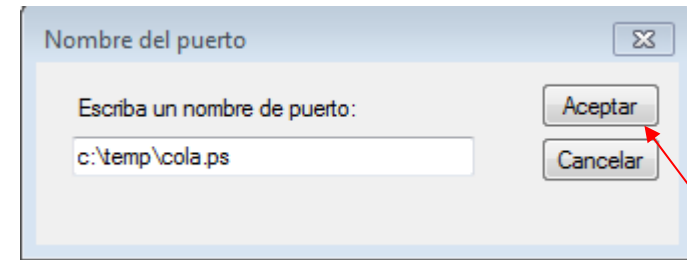 Nombre del puerto
Escriba un nombre de puerto:
Aceptar
c:\temp\cola.ps
Cancelar